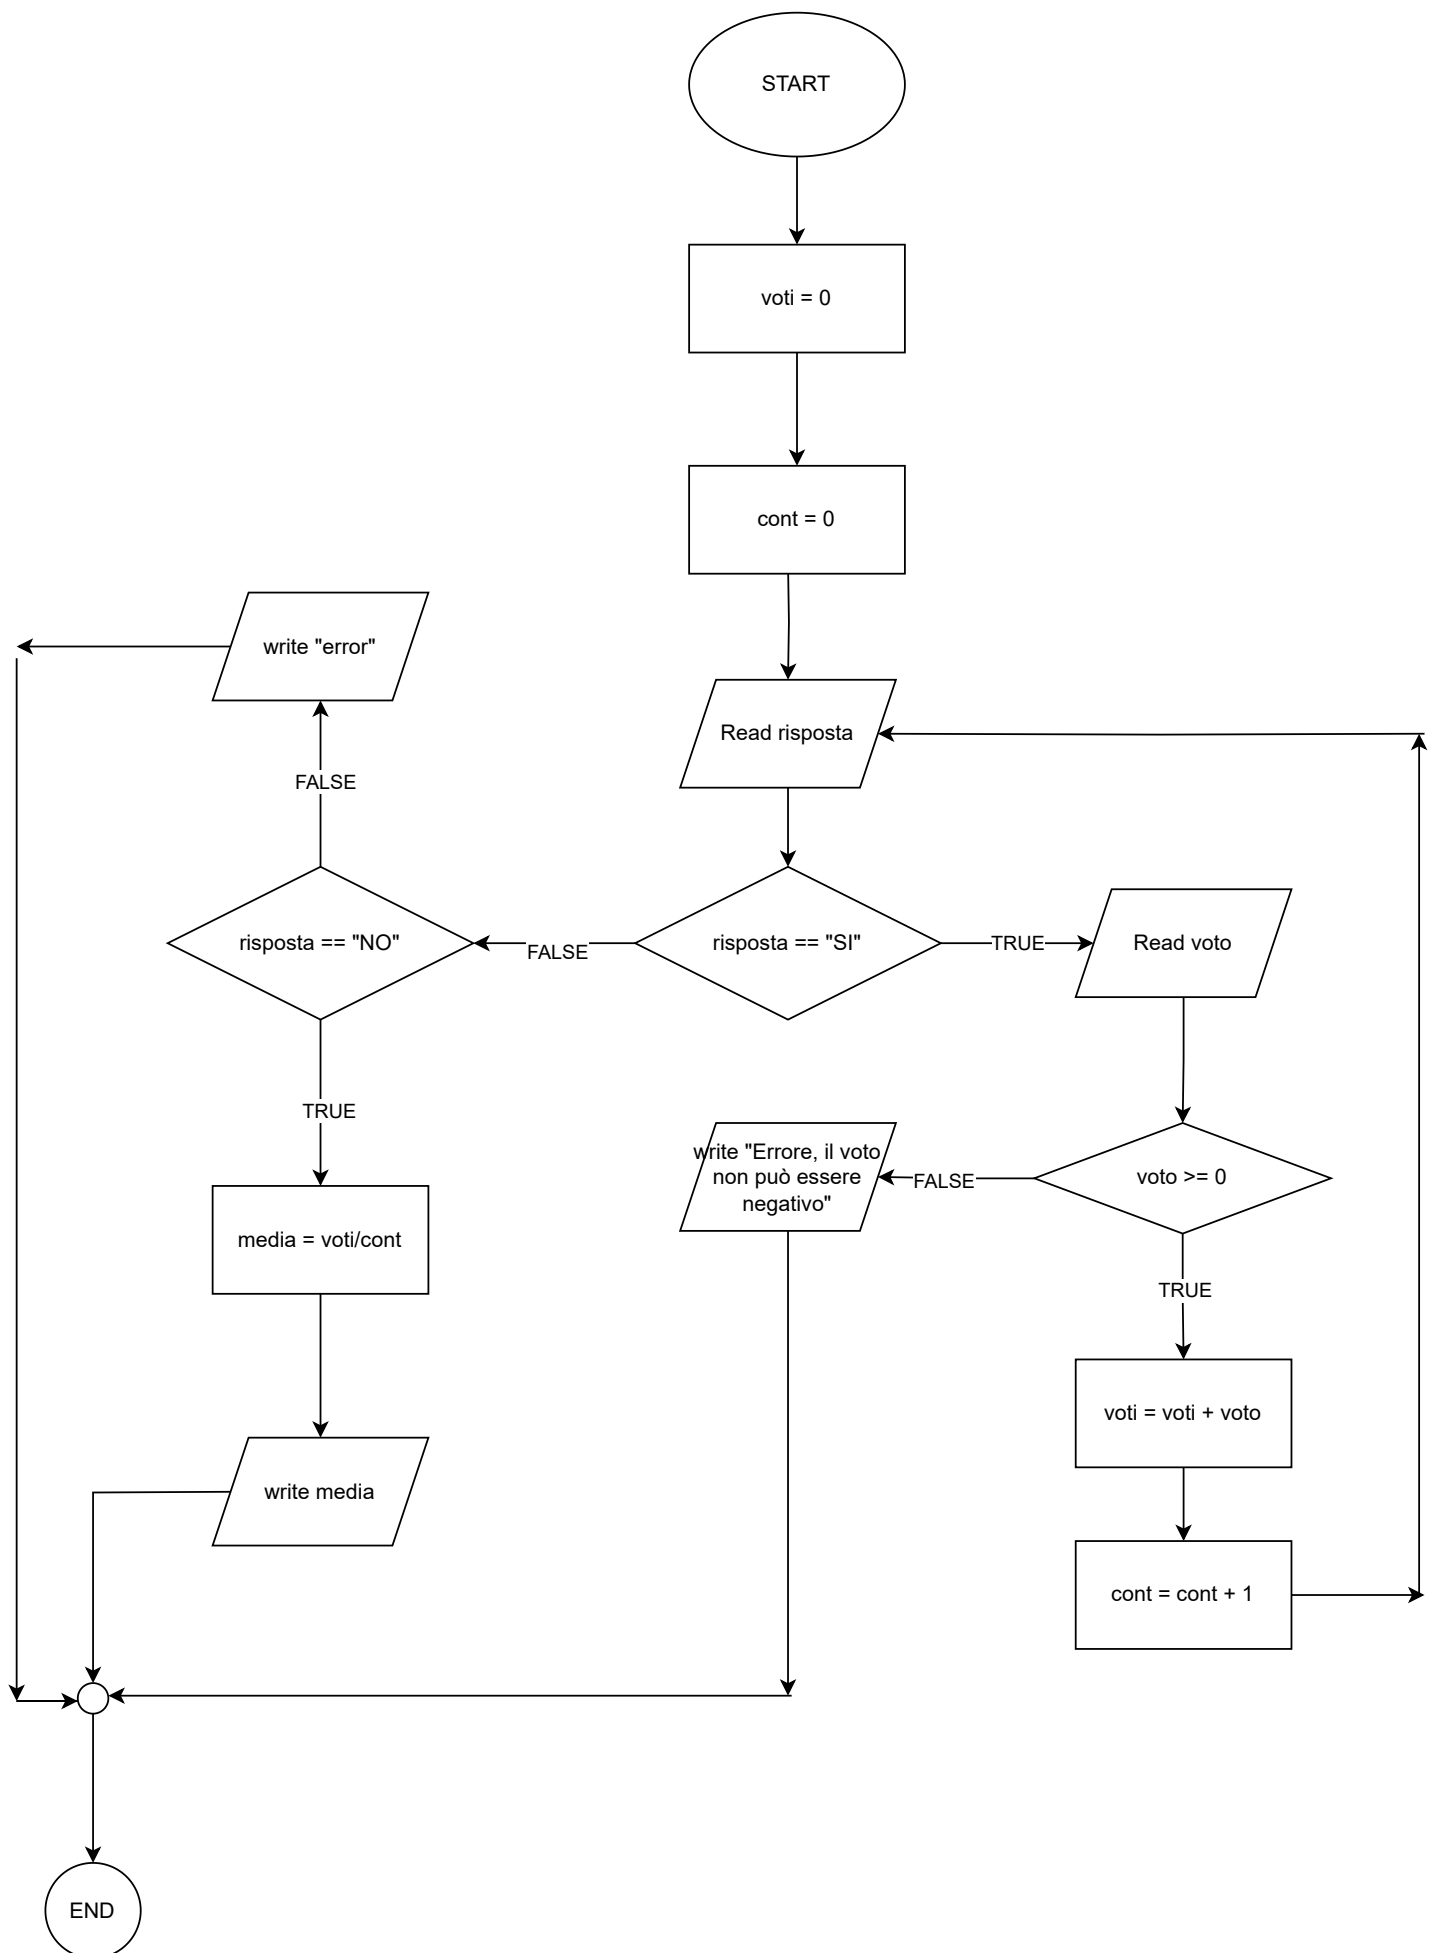 START
voti = 0
cont = 0
write "error"
Read risposta
FALSE
risposta == "NO"
FALSE
risposta == "SI"
TRUE
Read voto
TRUE
write "Errore, il voto
non può essere
negativo"
FALSE
voto >= 0
media = voti/cont
TRUE
voti = voti + voto
write media
cont = cont + 1
END